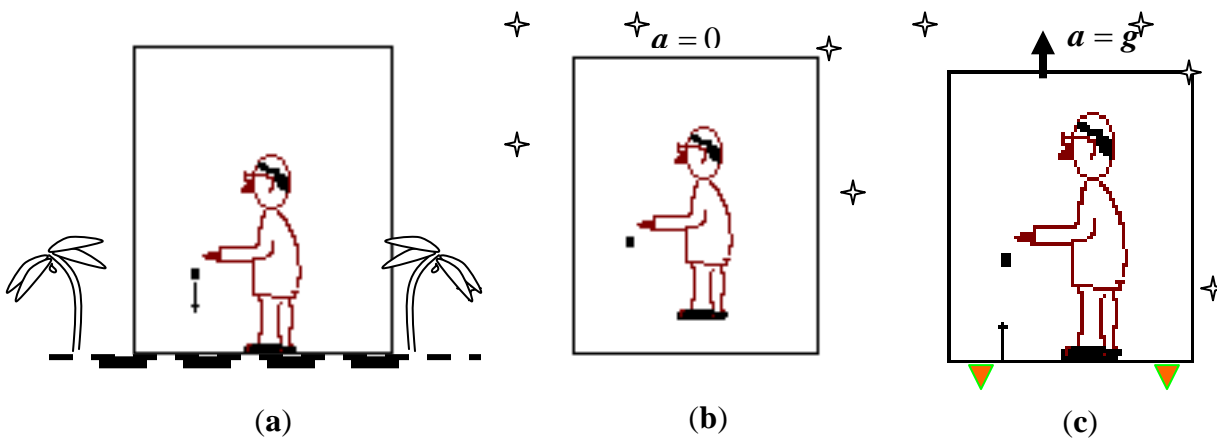 a = 0
a = g
(a)
(b)
(c)